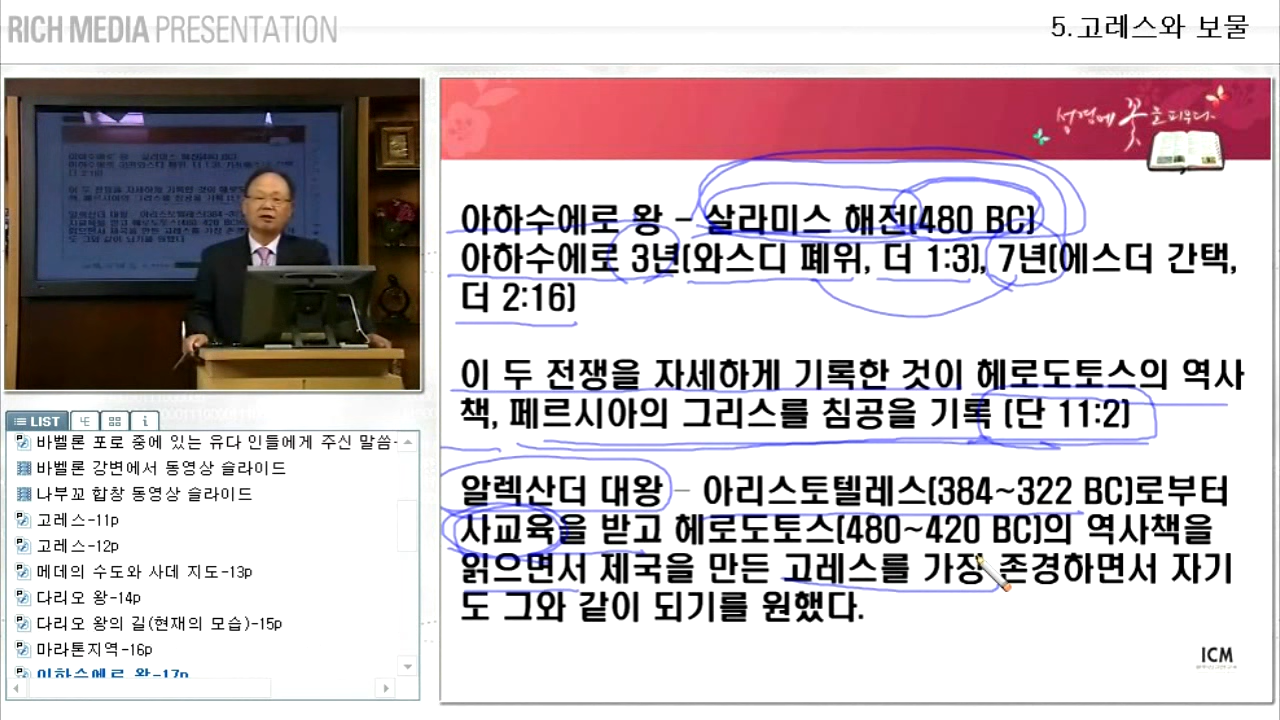 RICH MEDIA PRESENTATION
5.고레스와 보물
성경에 꽃을 피우다
아하수에로 왕 - 살라미스 해전(480 BC)
아하수에로 3년(와스디 폐위, 더 1:3), 7년(에스더 간택,
더 2:16)
이 두 전쟁을 자세하게 기록한 것이 헤로도토스의 역사
책, 페르시아의 그리스를 침공을 기록 (단 11:2)
알렉산더 대왕 - 아리스토텔레스(384~322 BC)로부터
사교육을 받고 헤로도토스(480~420 BC)의 역사책을
읽으면서 제국을 만든 고레스를 가장 존경하면서 자기
도 그와 같이 되기를 원했다.
ICM
LIST
바벨론 포로 중에 있는 유다 인들에게 주신 말씀-
바벨론 강변에서 동영상 슬라이드
나부꼬 합창 동영상 슬라이드
고레스-11p
고레스-12p
메데의 수도와 사데 지도-13p
다리오 왕-14p
다리오 왕의 길(현재의 모습)-15p
마라톤지역-16p
아하수에로 왕-17p